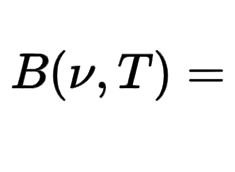 B(ν, T) =